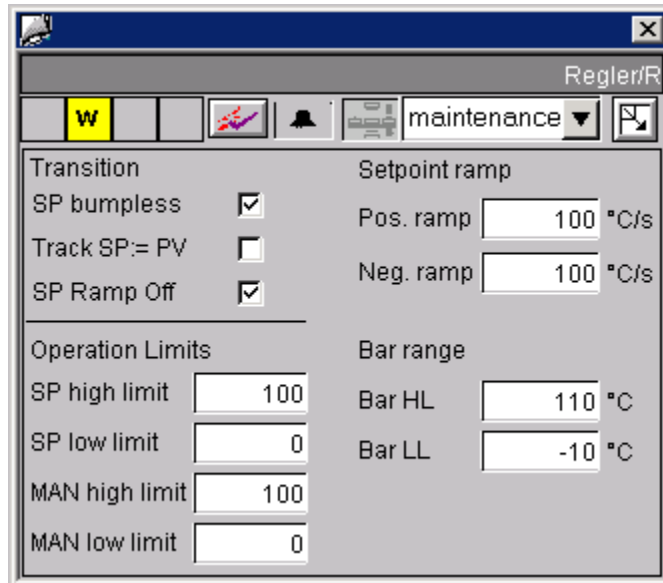 Regler/R
W
maintenance
Transition
SP bumpless
Track SP:= PV
SP Ramp Off
Setpoint ramp
Pos. ramp 100 °C/s
Neg. ramp 100 °C/s
Operation Limits
SP high limit 100
SP low limit 0
MAN high limit 100
MAN low limit 0
Bar range
Bar HL 110 °C
Bar LL -10 °C